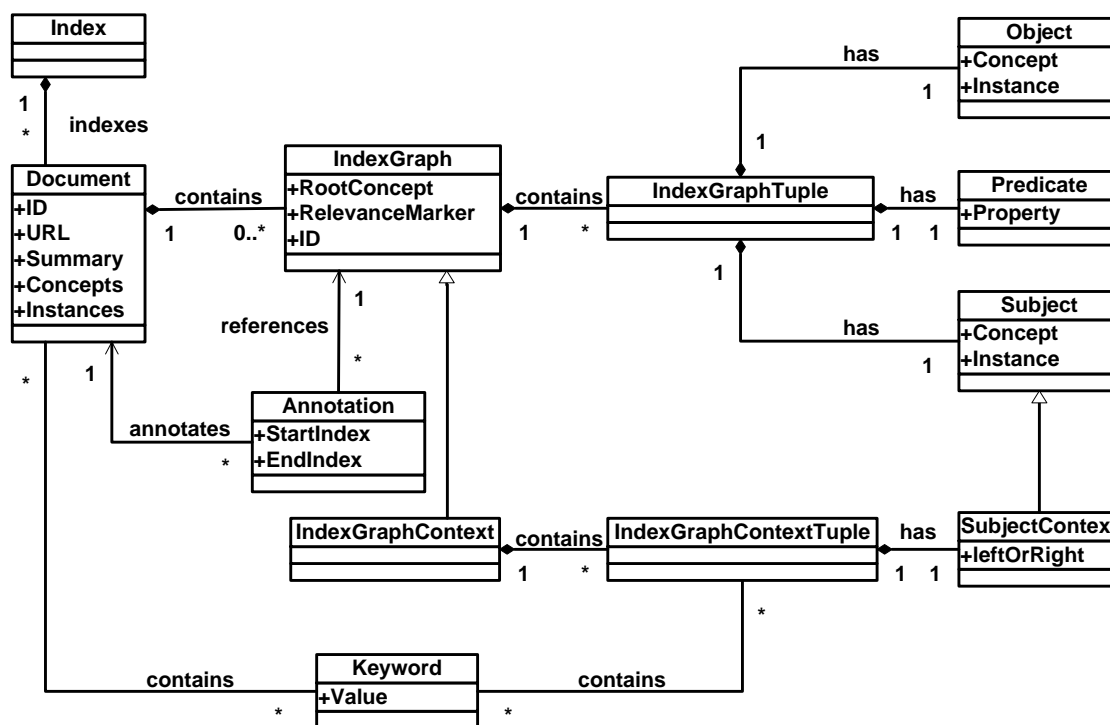 Index
1
*
indexes
Document
+ID
+URL
+Summary
+Concepts
+Instances
contains
1
0..*
IndexGraph
+RootConcept
+RelevanceMarker
+ID
contains
1
*
IndexGraphTuple
has
1
1
Object
+Concept
+Instance
has
1
1
Predicate
+Property
has
1
1
Subject
+Concept
+Instance
references
1
*
Annotation
+StartIndex
+EndIndex
annotates
1
*
*
IndexGraphContext
contains
1
*
IndexGraphContextTuple
has
1
1
SubjectContex
+leftOrRight
contains
*
Keyword
+Value
contains
*
*